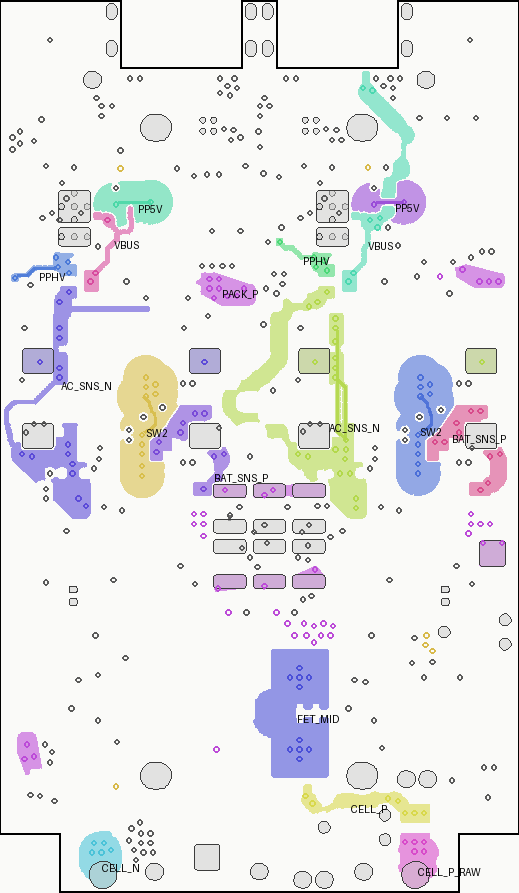 PP5V
PP5V
VBUS
VBUS
PPHV
PPHV
PACK_P
AC_SNS_N
SW2
AC_SNS_N
SW2
BAT_SNS_P
BAT_SNS_P
FET_MID
CELL_P
CELL_N
CELL_P_RAW